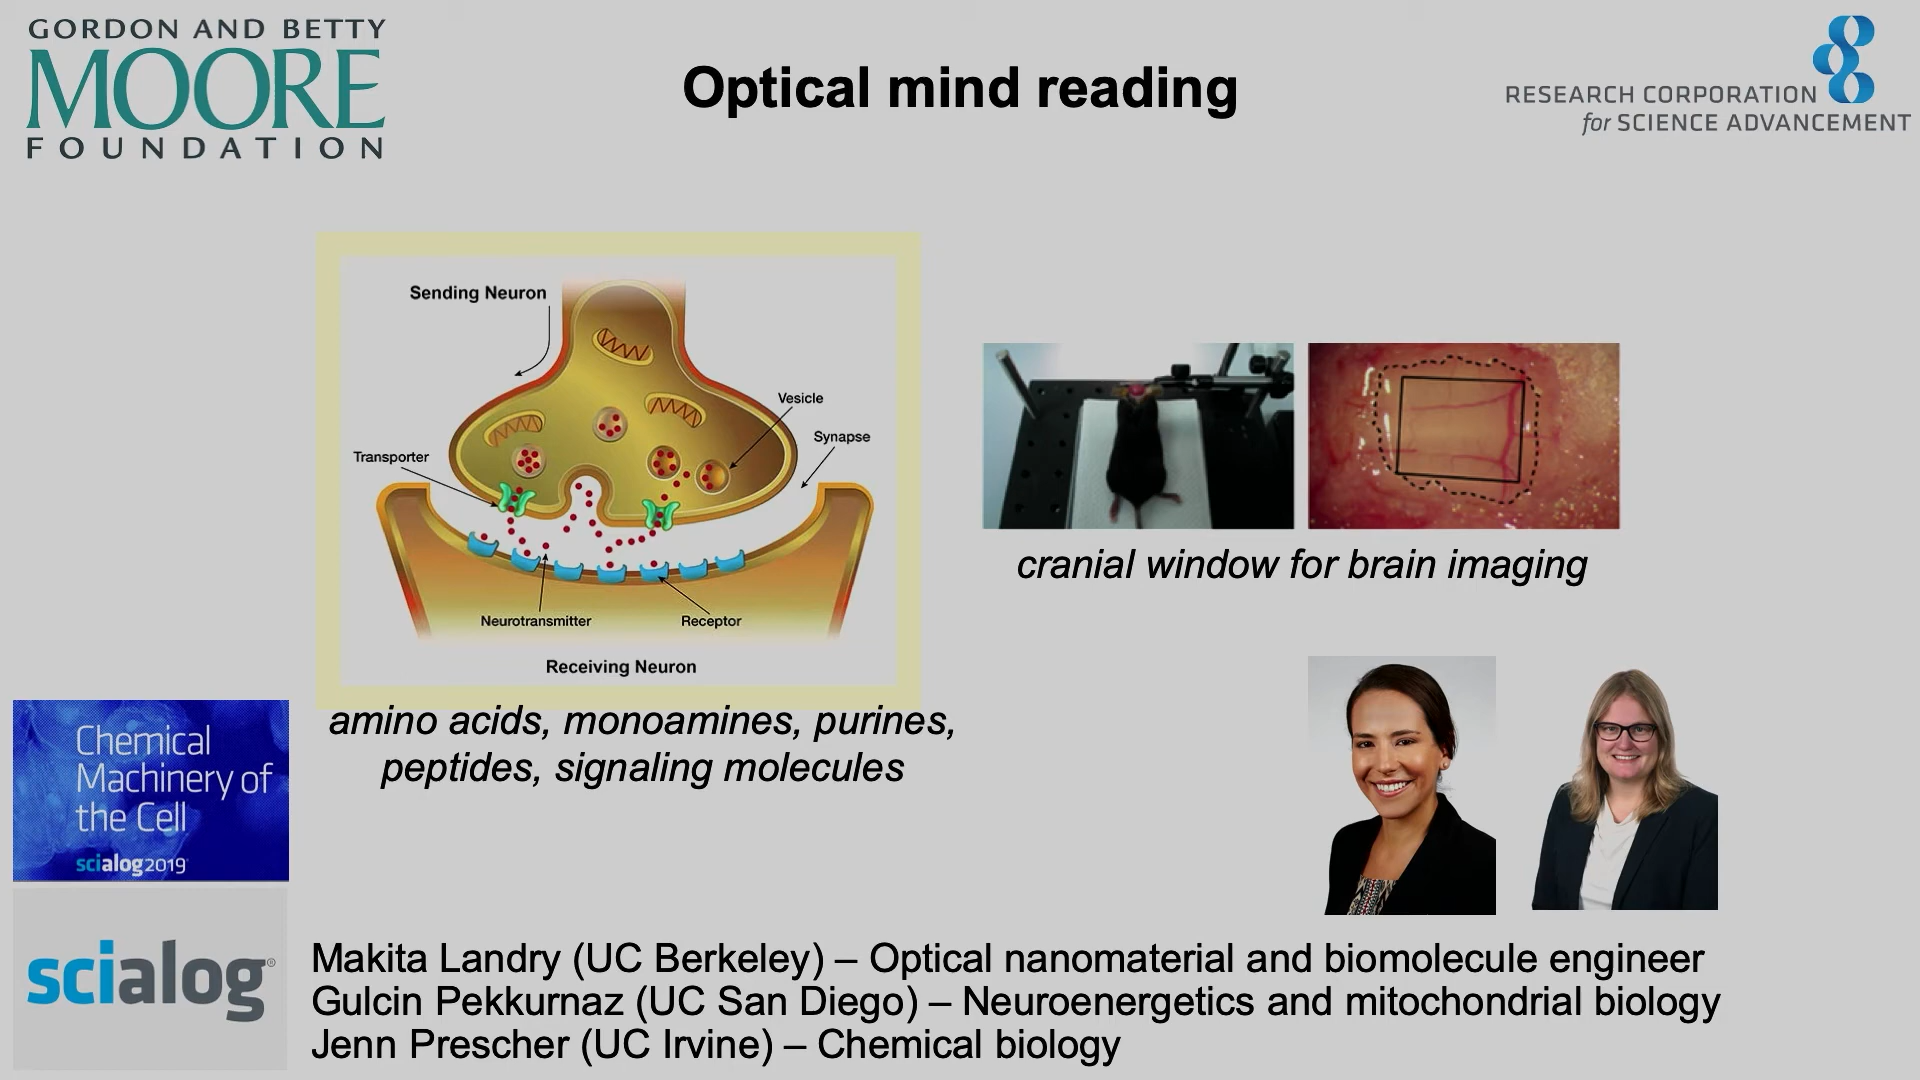 GORDON AND BETTY
MOORE
FOUNDATION
Optical mind reading
RESEARCH CORPORATION
for SCIENCE ADVANCEMENT
Sending Neuron
Vesicle
Synapse
Transporter
Neurotransmitter
Receptor
Receiving Neuron
amino acids, monoamines, purines,
peptides, signaling molecules
cranial window for brain imaging
Chemical
Machinery of
the Cell
scialog2019
scialog®
Makita Landry (UC Berkeley) – Optical nanomaterial and biomolecule engineer
Gulcin Pekkurnaz (UC San Diego) – Neuroenergetics and mitochondrial biology
Jenn Prescher (UC Irvine) – Chemical biology